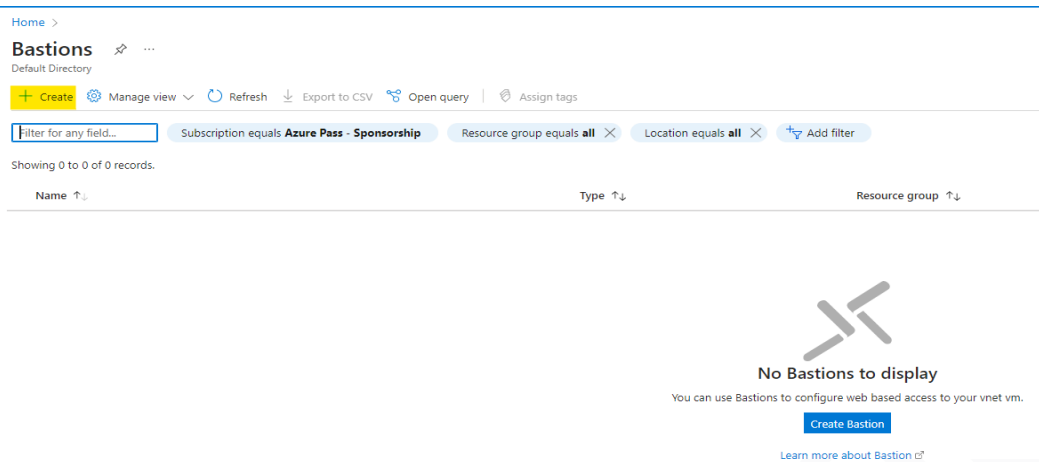 Home >
Bastions ...
Default Directory
+ Create Manage view Refresh Export to CSV Open query Assign tags
Filter for any field... Subscription equals Azure Pass - Sponsorship Resource group equals all Location equals all Add filter
Showing 0 to 0 of 0 records.
Name Type Resource group
No Bastions to display
You can use Bastions to configure web based access to your vnet vm.
Create Bastion
Learn more about Bastion